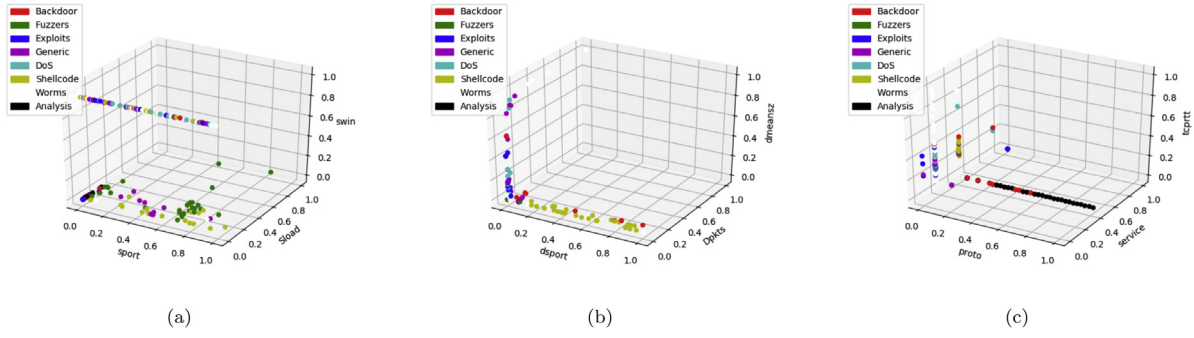 Backdoor
Fuzzers
Exploits
Generic
DoS
Shellcode
Worms
Analysis
1.0
0.8
0.6
0.4
0.2
0.0
swin
0.0
0.2
0.4
0.6
0.8
1.0
sport
0.0
0.2
0.4
0.6
0.8
1.0
Sload
(a)
Backdoor
Fuzzers
Exploits
Generic
DoS
Shellcode
Worms
Analysis
1.0
0.8
0.6
0.4
0.2
0.0
dmeansz
0.0
0.2
0.4
0.6
0.8
1.0
dsport
0.0
0.2
0.4
0.6
0.8
1.0
Dpkts
(b)
Backdoor
Fuzzers
Exploits
Generic
DoS
Shellcode
Worms
Analysis
1.0
0.8
0.6
0.4
0.2
0.0
tcprtt
0.0
0.2
0.4
0.6
0.8
1.0
proto
0.0
0.2
0.4
0.6
0.8
1.0
service
(c)